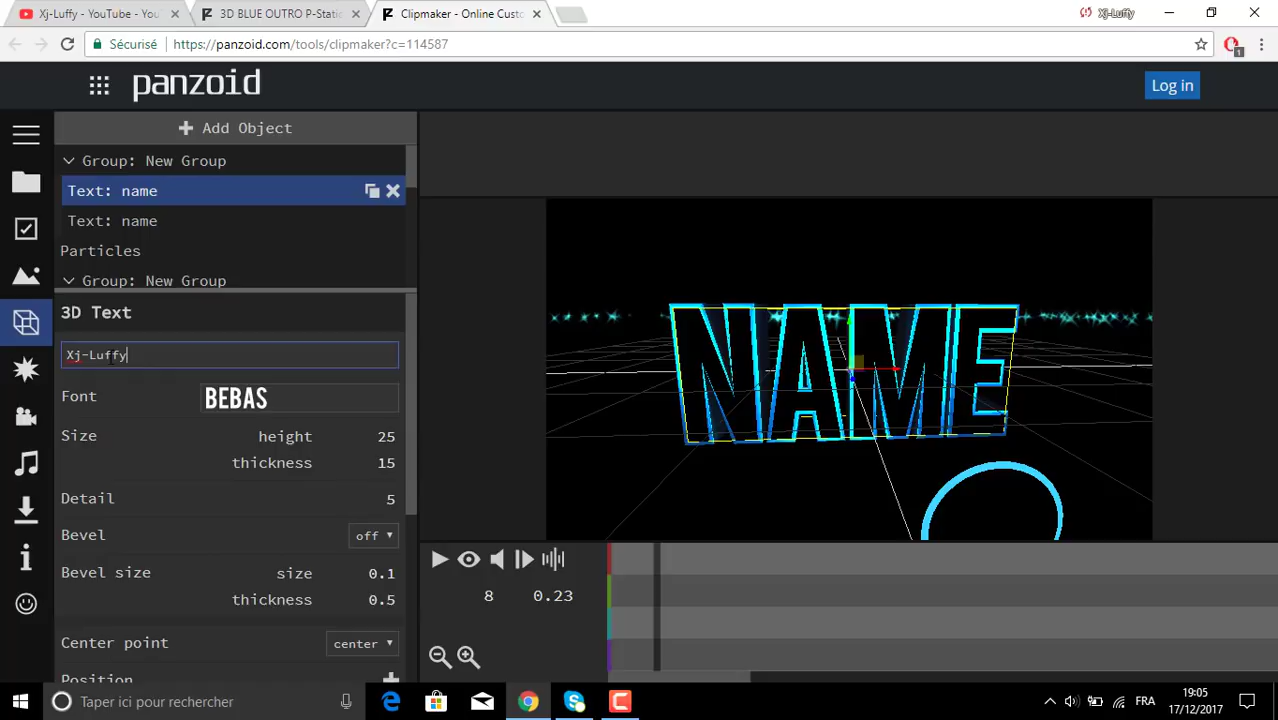 Xj-Luffy - YouTube - You
3D BLUE OUTRO P-Static
Clipmaker - Online Custo
Xj-Luffy
Sécurisé
https://panzoid.com/tools/clipmaker?c=114587
1
panzoid
Log in
+ Add Object
Group: New Group
Text: name
Text: name
Particles
Group: New Group
3D Text
Xj-Luffy
Font BEBAS
Size height 25
thickness 15
Detail 5
Bevel off
Bevel size size 0.1
thickness 0.5
Center point center
Position
NAME
8 0.23
Taper ici pour rechercher
FRA
19:05
17/12/2017